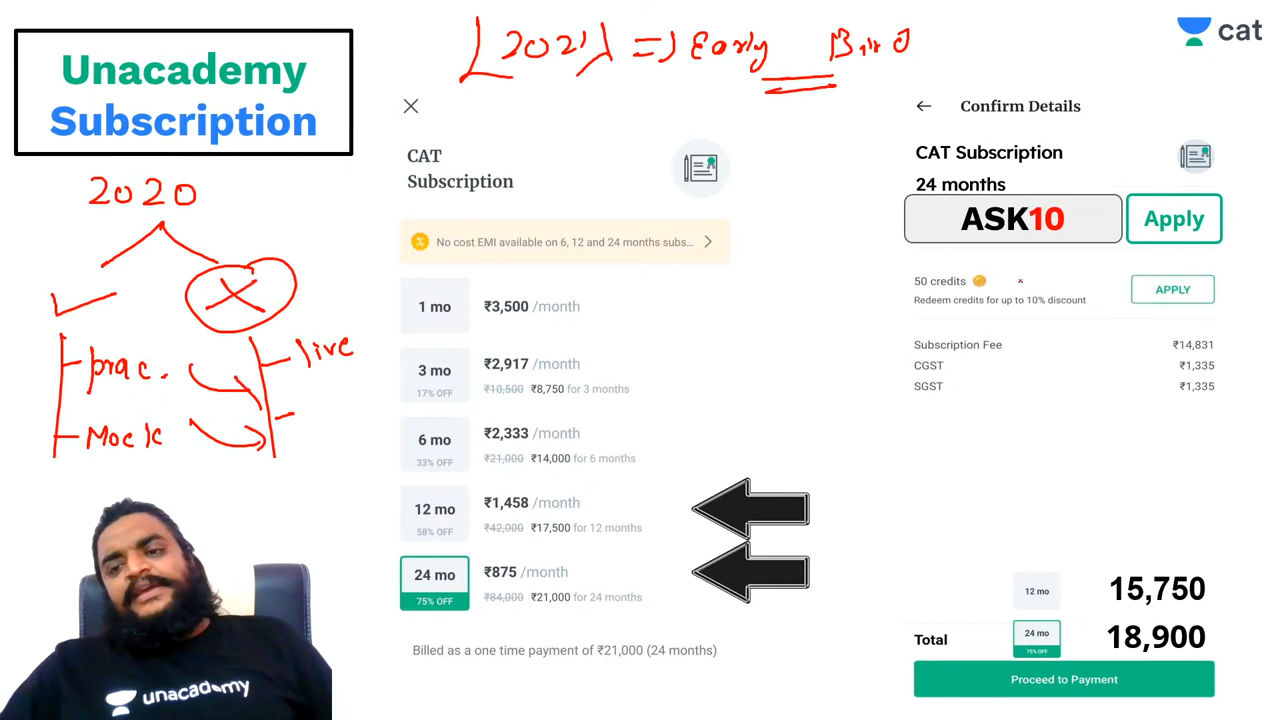 Unacademy
Subscription
2021 => Early Bird
cat
2020
prac.
Mock
live
CAT
Subscription
No cost EMI available on 6, 12 and 24 months subs...
1 mo
₹3,500 /month
3 mo
17% OFF
₹2,917 /month
₹10,500 ₹8,750 for 3 months
6 mo
33% OFF
₹2,333 /month
₹21,000 ₹14,000 for 6 months
12 mo
58% OFF
₹1,458 /month
₹42,000 ₹17,500 for 12 months
24 mo
75% OFF
₹875 /month
₹84,000 ₹21,000 for 24 months
Billed as a one time payment of ₹21,000 (24 months)
Confirm Details
CAT Subscription
24 months
ASK10 Apply
50 credits
Redeem credits for up to 10% discount
APPLY
Subscription Fee ₹14,831
CGST ₹1,335
SGST ₹1,335
12 mo 15,750
Total 24 mo 18,900
75% OFF
Proceed to Payment
unacademy